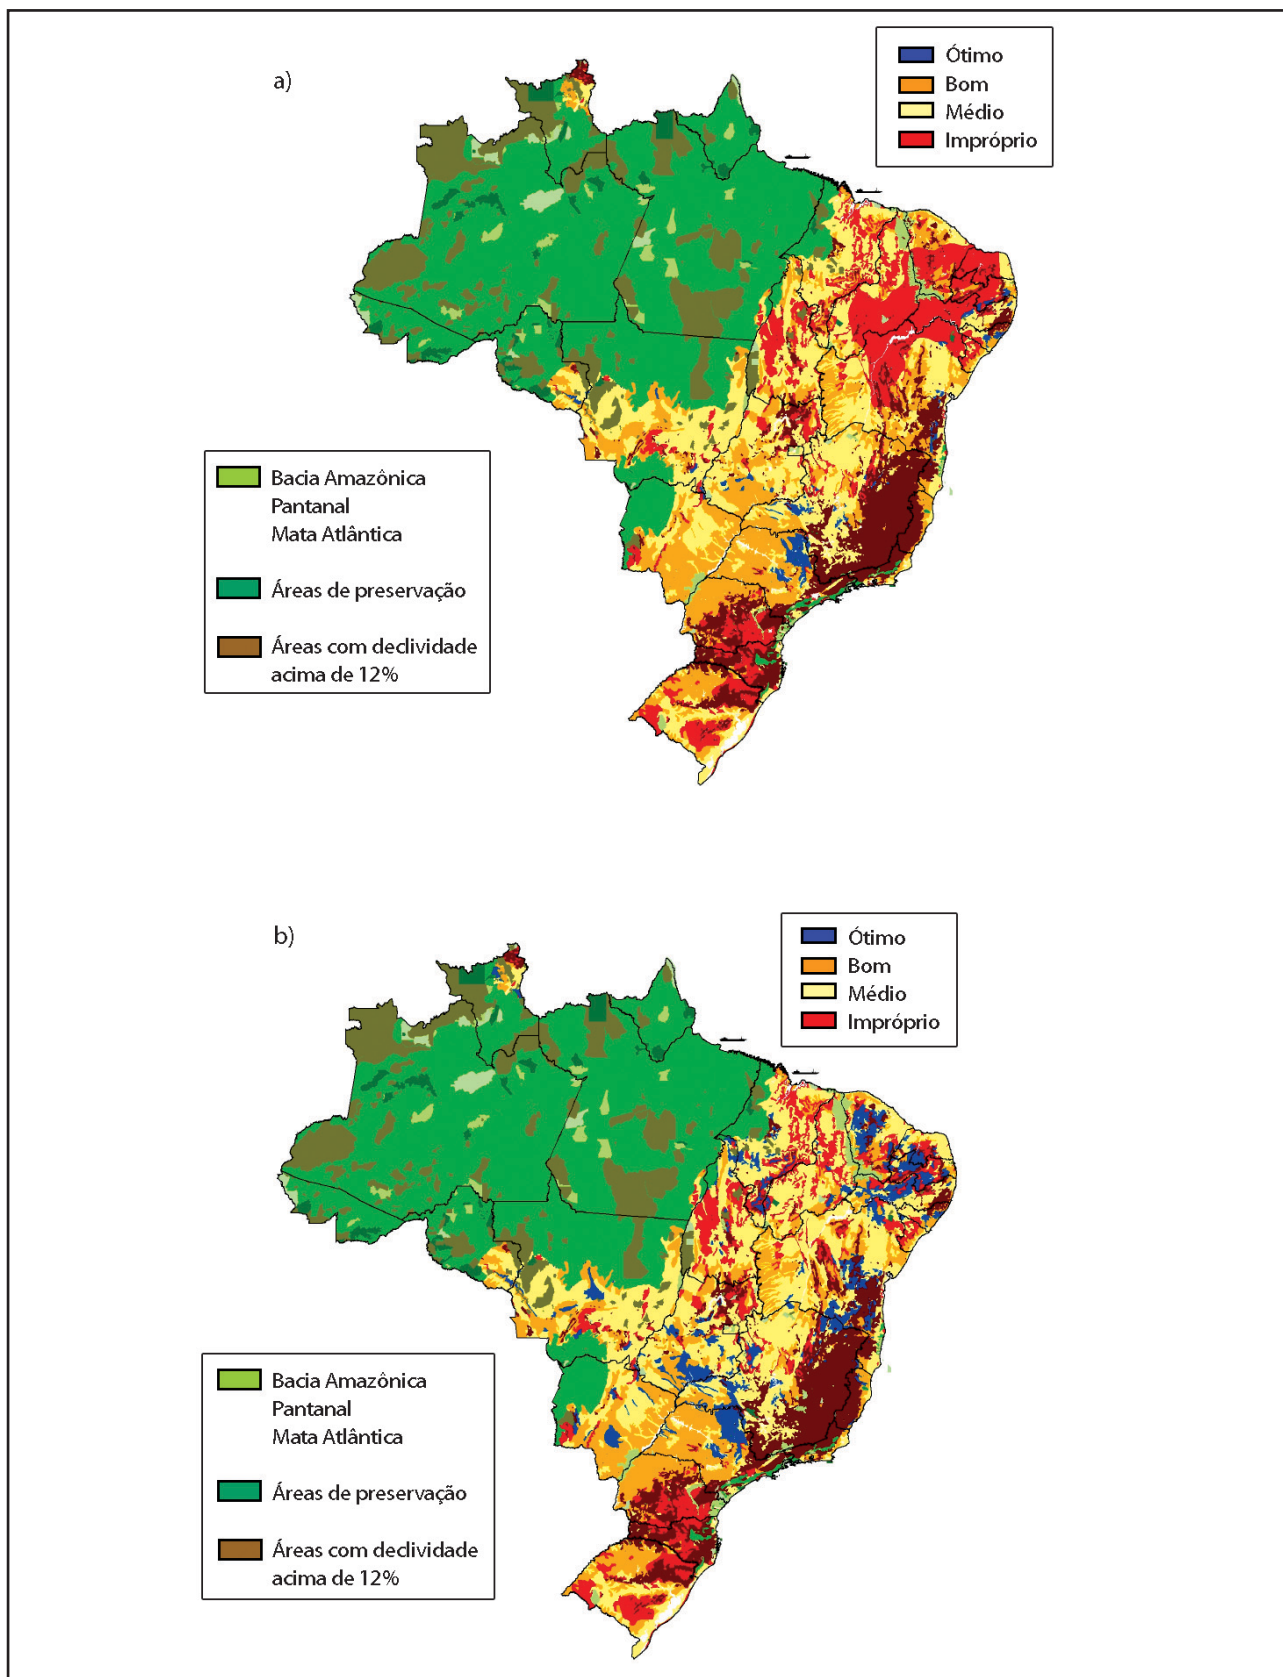 a)
Ótimo
Bom
Médio
Impróprio
Bacia Amazônica
Pantanal
Mata Atlântica
Áreas de preservação
Áreas com declividade
acima de 12%
b)
Ótimo
Bom
Médio
Impróprio
Bacia Amazônica
Pantanal
Mata Atlântica
Áreas de preservação
Áreas com declividade
acima de 12%